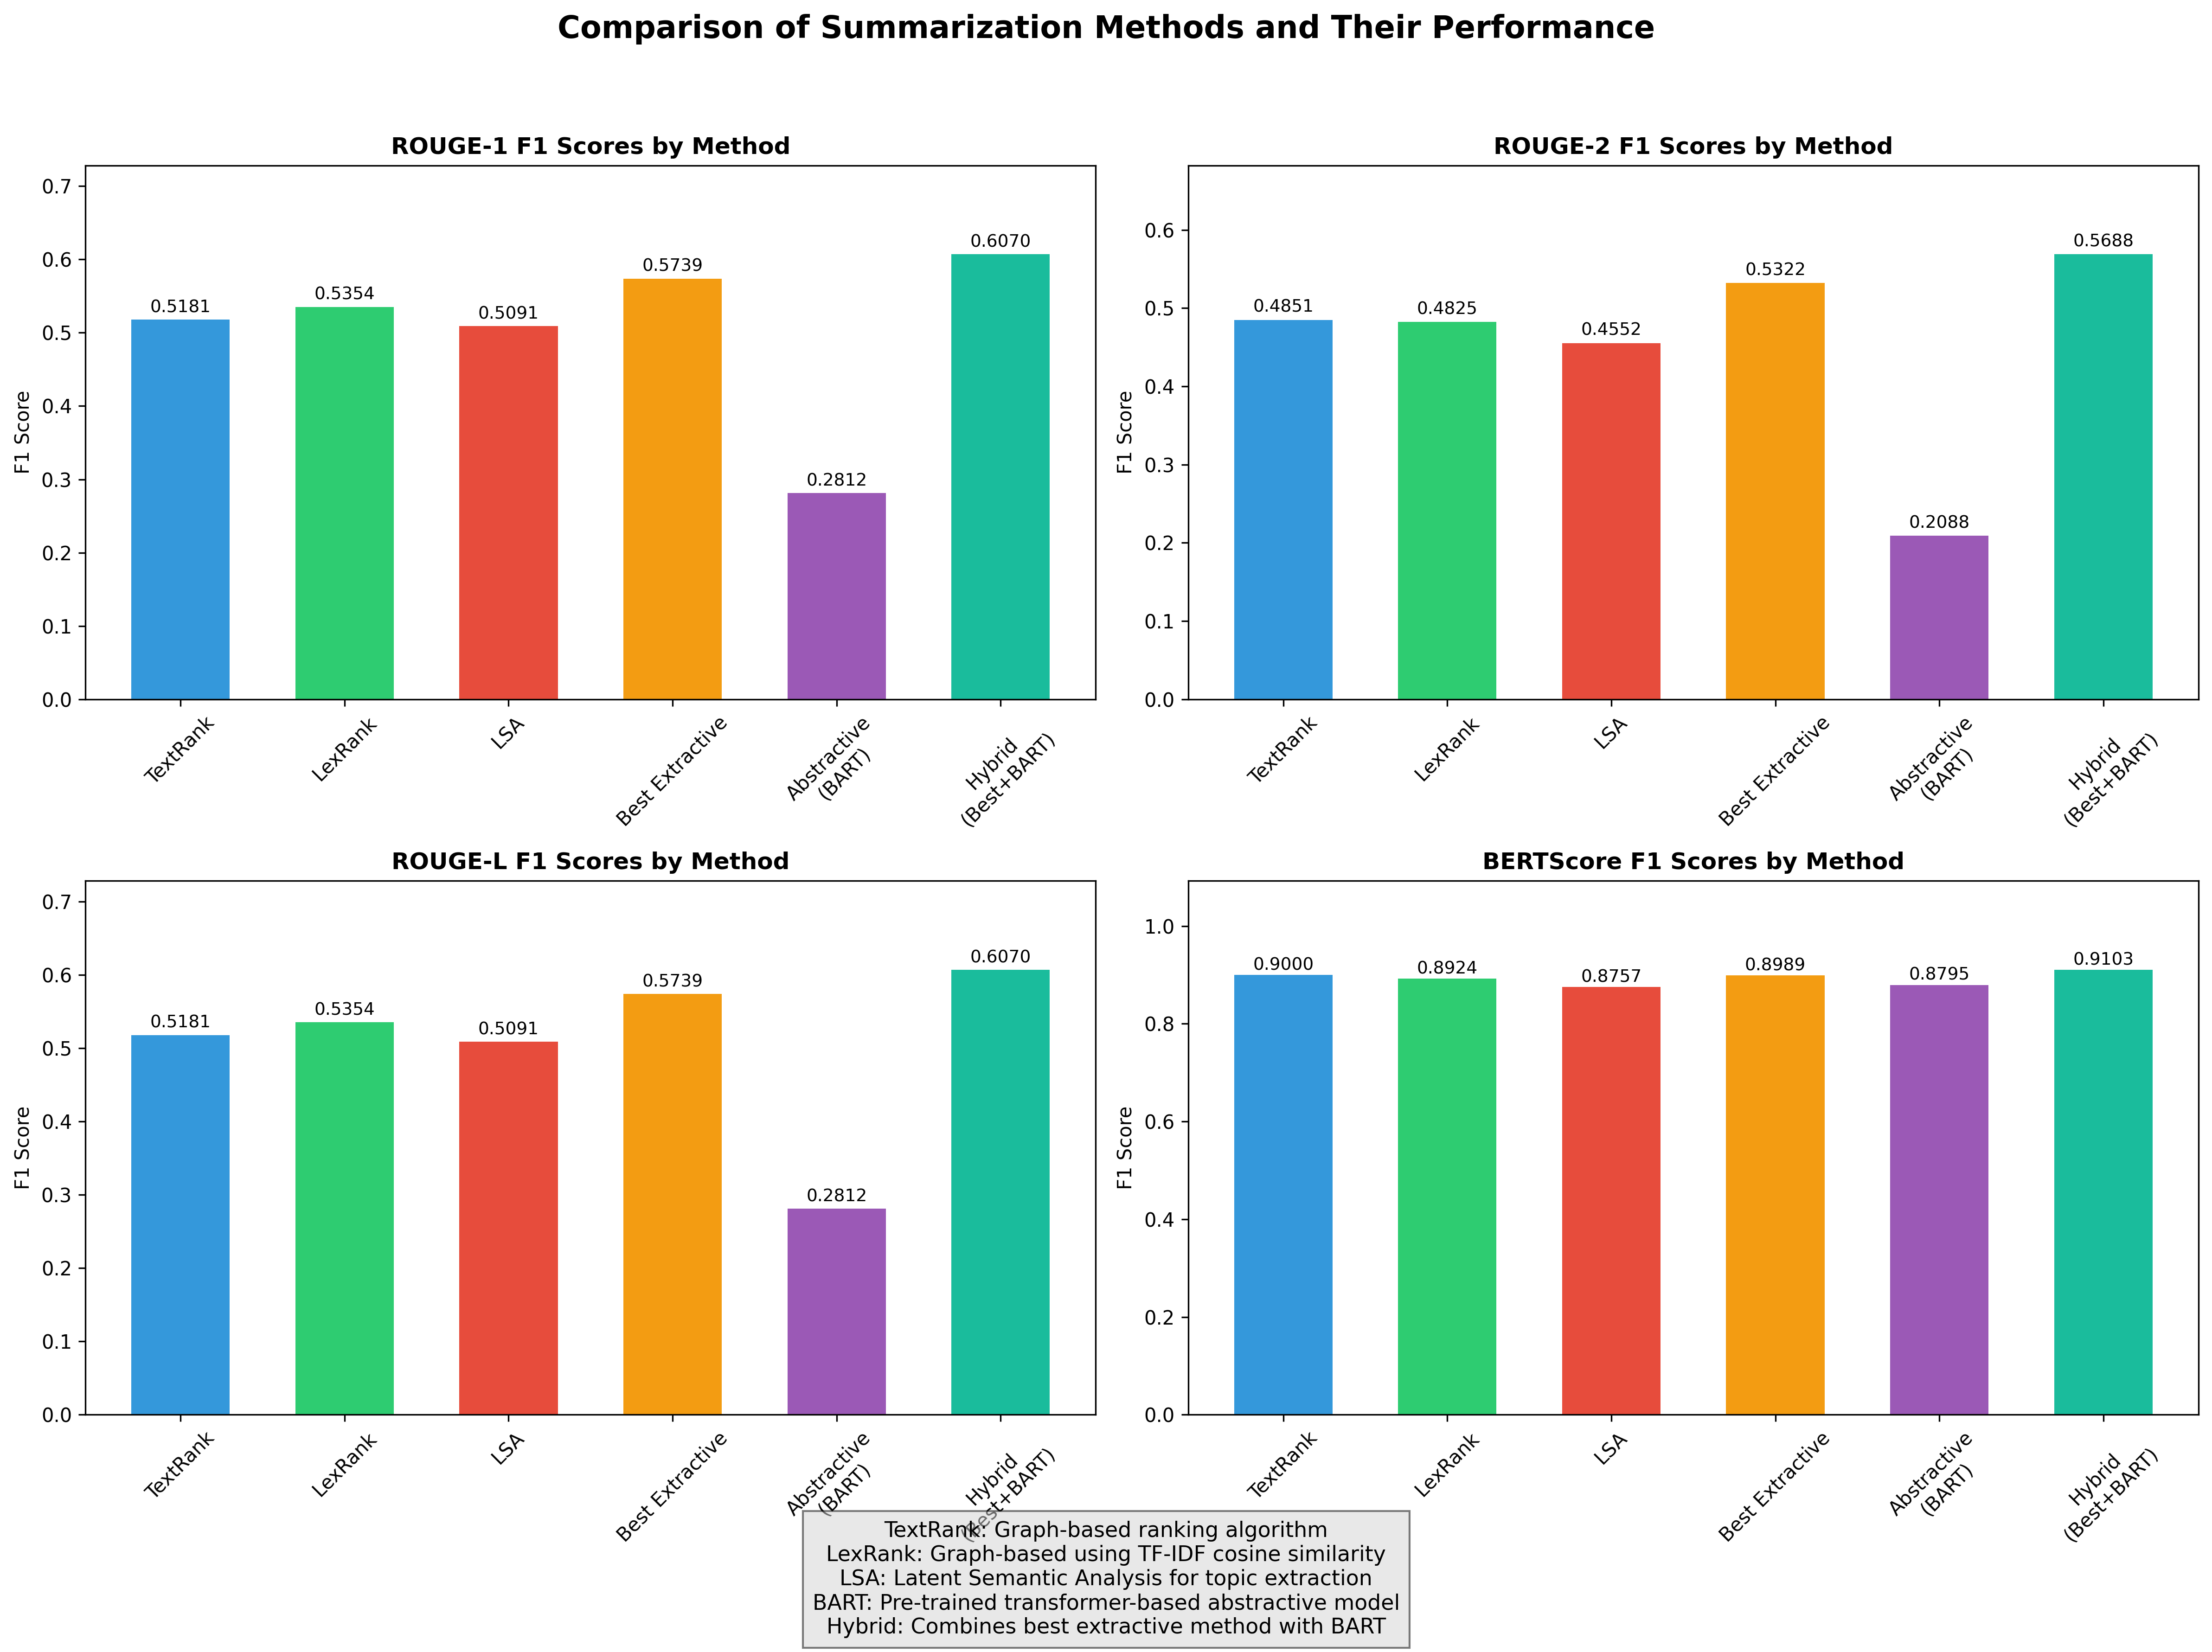 Comparison of Summarization Methods and Their Performance
ROUGE-1 F1 Scores by Method
F1 Score
0.7
0.6
0.5
0.4
0.3
0.2
0.1
0.0
0.5181
0.5354
0.5091
0.5739
0.2812
0.6070
TextRank
LexRank
LSA
Best Extractive
Abstractive
(BART)
Hybrid
(Best+BART)
ROUGE-2 F1 Scores by Method
F1 Score
0.6
0.5
0.4
0.3
0.2
0.1
0.0
0.4851
0.4825
0.4552
0.5322
0.2088
0.5688
TextRank
LexRank
LSA
Best Extractive
Abstractive
(BART)
Hybrid
(Best+BART)
ROUGE-L F1 Scores by Method
F1 Score
0.7
0.6
0.5
0.4
0.3
0.2
0.1
0.0
0.5181
0.5354
0.5091
0.5739
0.2812
0.6070
TextRank
LexRank
LSA
Best Extractive
Abstractive
(BART)
Hybrid
(Best+BART)
BERTScore F1 Scores by Method
F1 Score
1.0
0.8
0.6
0.4
0.2
0.0
0.9000
0.8924
0.8757
0.8989
0.8795
0.9103
TextRank
LexRank
LSA
Best Extractive
Abstractive
(BART)
Hybrid
(Best+BART)
TextRank: Graph-based ranking algorithm
LexRank: Graph-based using TF-IDF cosine similarity
LSA: Latent Semantic Analysis for topic extraction
BART: Pre-trained transformer-based abstractive model
Hybrid: Combines best extractive method with BART